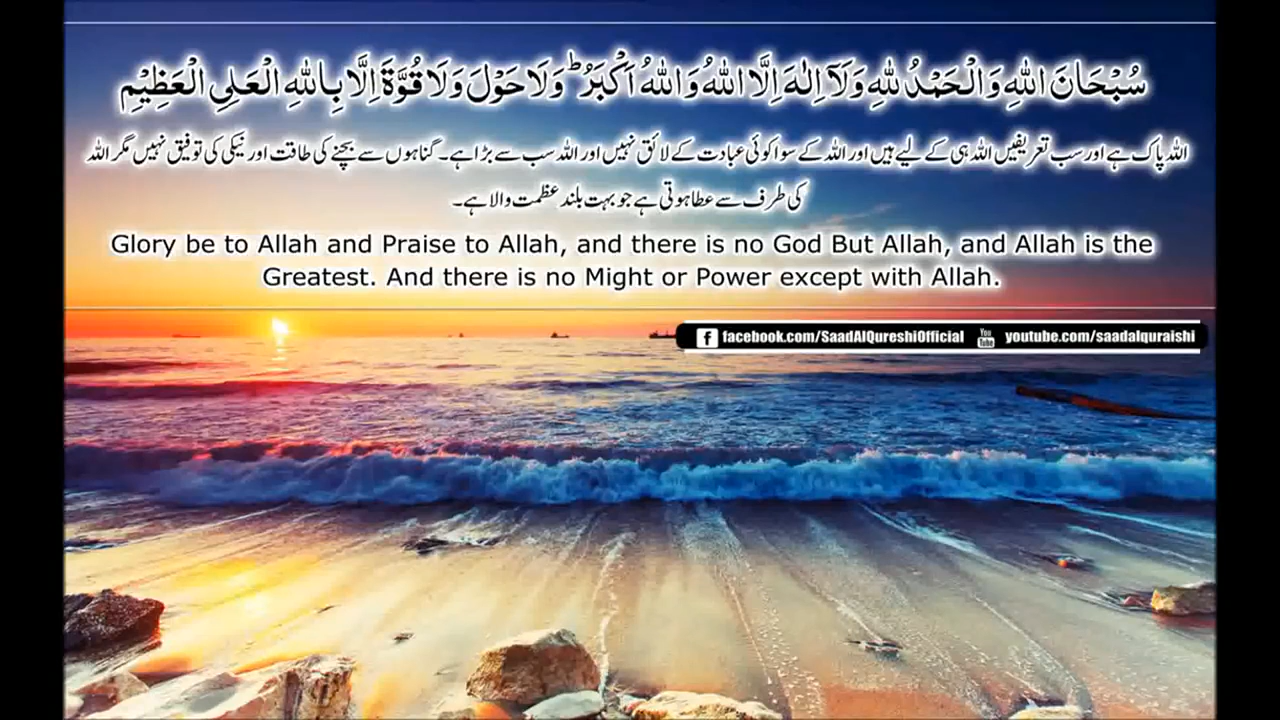 سُبْحَانَ اللهِ وَالْحَمْدُ لِلّٰهِ وَلَآ اِلٰهَ اِلَّا اللهُ وَاللهُ اَكْبَرُ ؕ وَلَا حَوْلَ وَلَا قُوَّةَ اِلَّا بِاللهِ الْعَلِىِ الْعَظِيْمِ
اللہ پاک ہے اور سب تعریفیں اللہ ہی کے لیے ہیں اور اللہ کے سوا کوئی عبادت کے لائق نہیں اور اللہ سب سے بڑا ہے۔ گناہوں سے بچنے کی طاقت اور نیکی کی توفیق نہیں مگر اللہ
کی طرف سے عطا ہوتی ہے جو بہت بلند عظمت والا ہے۔
Glory be to Allah and Praise to Allah, and there is no God But Allah, and Allah is the
Greatest. And there is no Might or Power except with Allah.
f facebook.com/SaadAlQureshiOfficial You Tube youtube.com/saadalquraishi